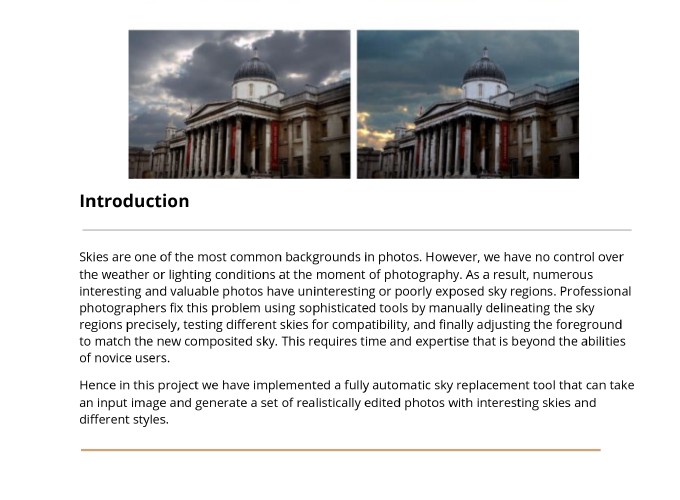 Introduction
Skies are one of the most common backgrounds in photos. However, we have no control over
the weather or lighting conditions at the moment of photography. As a result, numerous
interesting and valuable photos have uninteresting or poorly exposed sky regions. Professional
photographers fix this problem using sophisticated tools by manually delineating the sky
regions precisely, testing different skies for compatibility, and finally adjusting the foreground
to match the new composited sky. This requires time and expertise that is beyond the abilities
of novice users.
Hence in this project we have implemented a fully automatic sky replacement tool that can take
an input image and generate a set of realistically edited photos with interesting skies and
different styles.